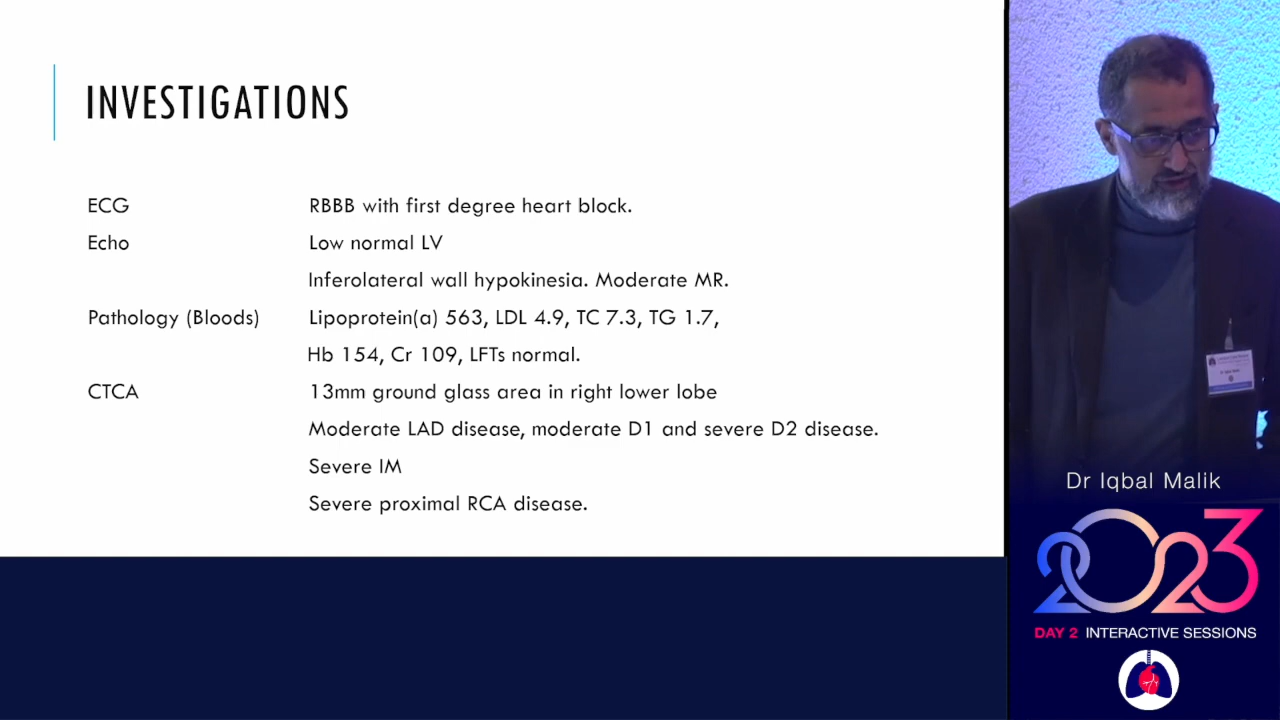 INVESTIGATIONS
ECG RBBB with first degree heart block.
Echo Low normal LV
Inferolateral wall hypokinesia. Moderate MR.
Pathology (Bloods) Lipoprotein(a) 563, LDL 4.9, TC 7.3, TG 1.7,
Hb 154, Cr 109, LFTs normal.
CTCA 13mm ground glass area in right lower lobe
Moderate LAD disease, moderate D1 and severe D2 disease.
Severe IM
Severe proximal RCA disease.
Dr Iqbal Malik
2023
DAY 2 INTERACTIVE SESSIONS